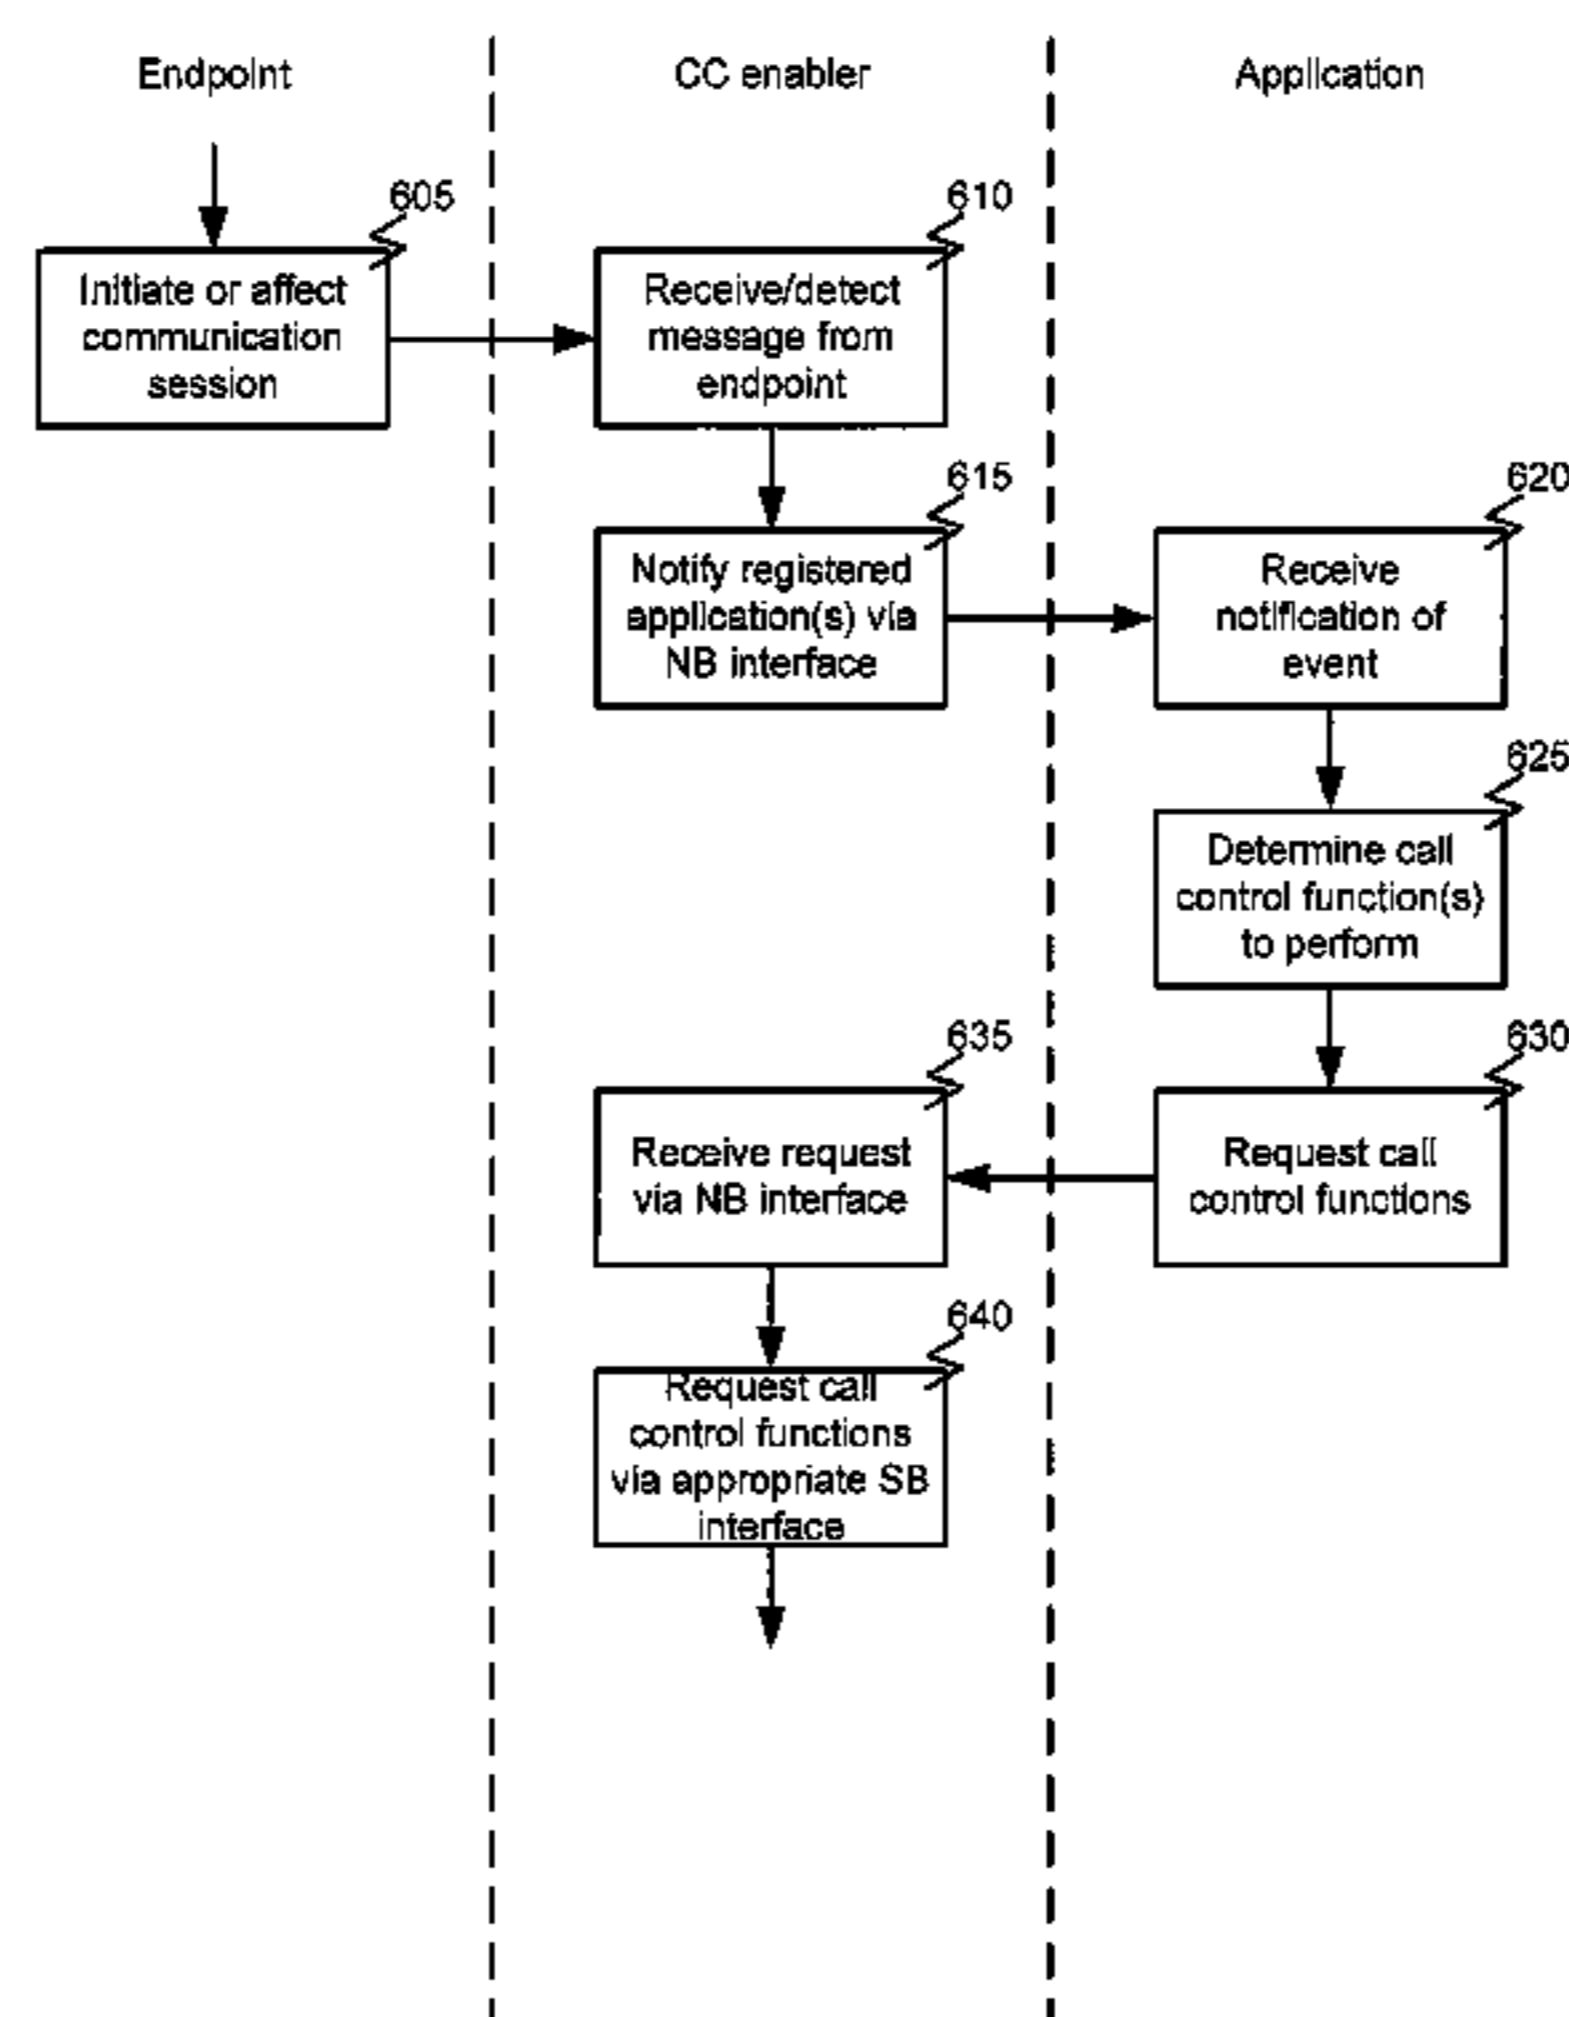 Endpoint
CC enabler
Application
605
Initiate or affect
communication
session
610
Receive/detect
message from
endpoint
615
Notify registered
application(s) via
NB interface
620
Receive
notification of
event
625
Determine call
control function(s)
to perform
630
Request call
control functions
635
Receive request
via NB interface
640
Request call
control functions
via appropriate SB
interface